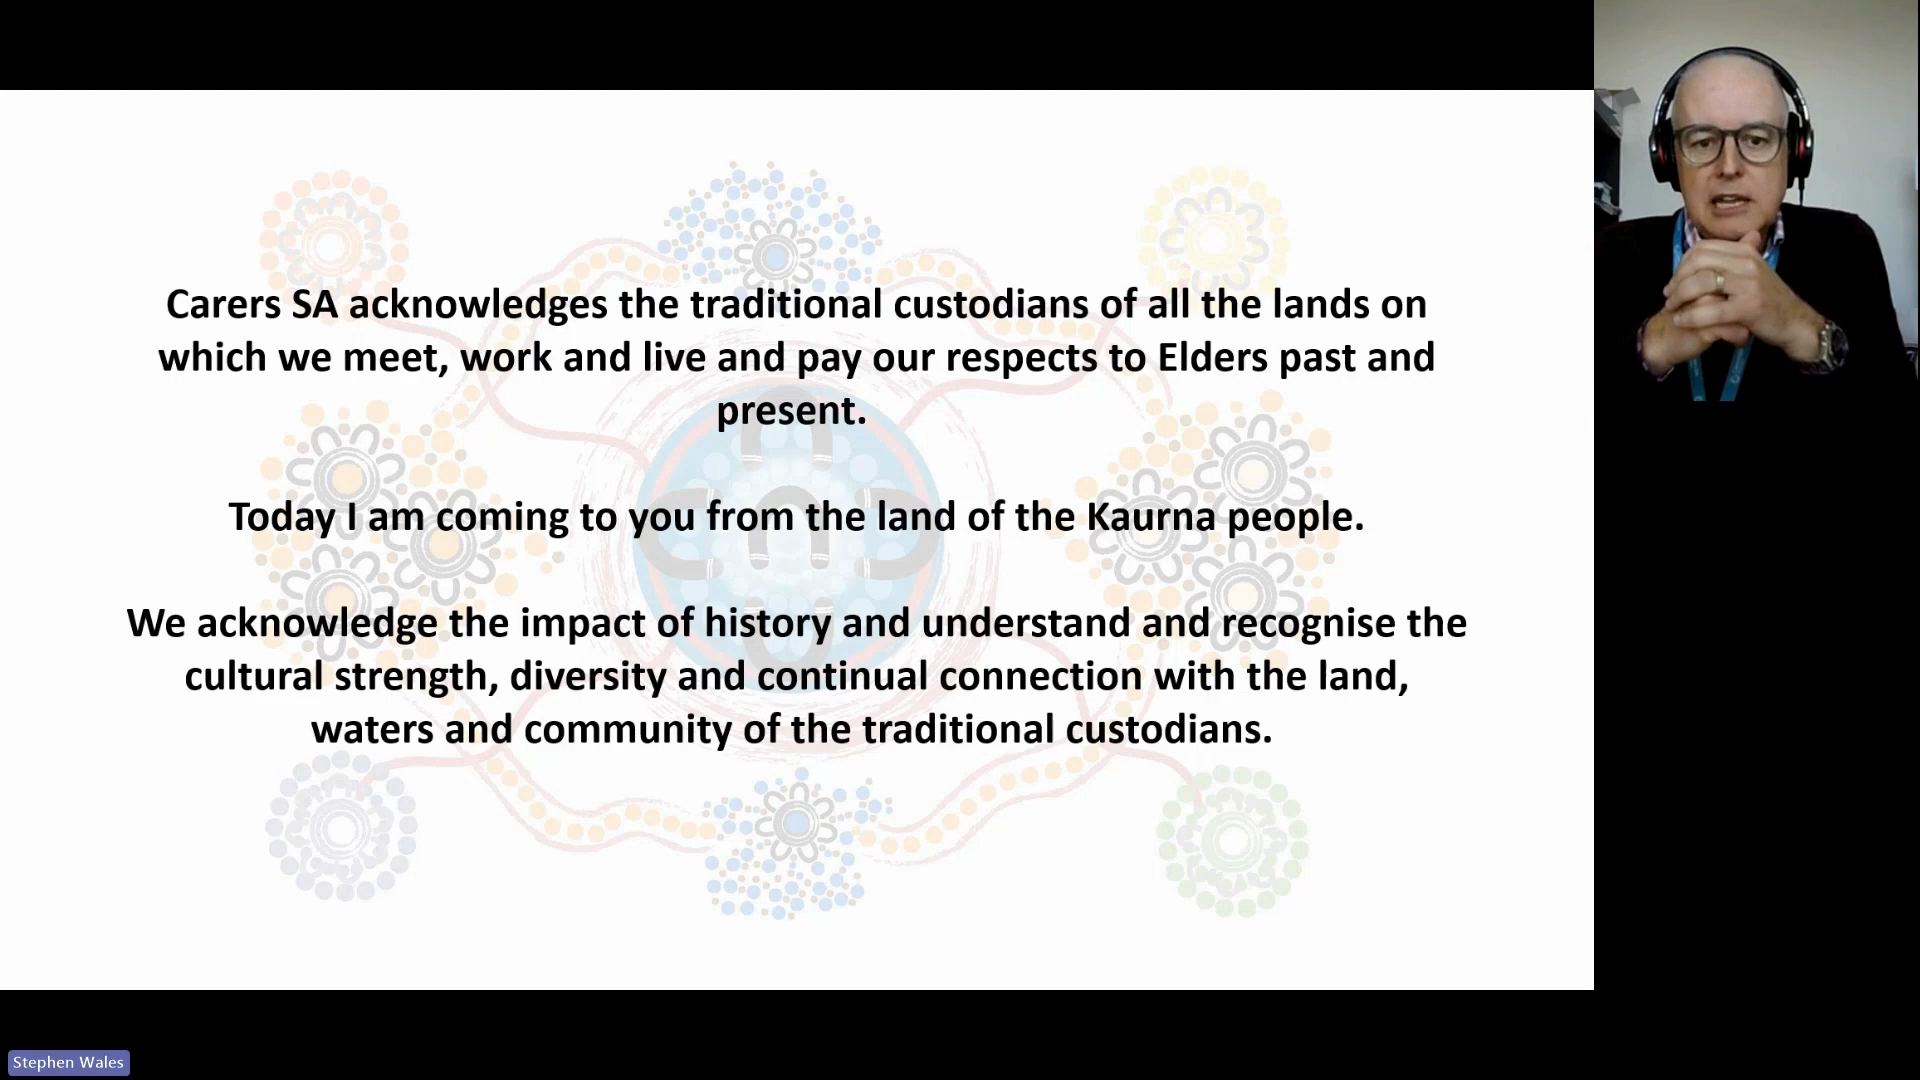 Carers SA acknowledges the traditional custodians of all the lands on
which we meet, work and live and pay our respects to Elders past and
present.
Today I am coming to you from the land of the Kaurna people.
We acknowledge the impact of history and understand and recognise the
cultural strength, diversity and continual connection with the land,
waters and community of the traditional custodians.
Stephen Wales